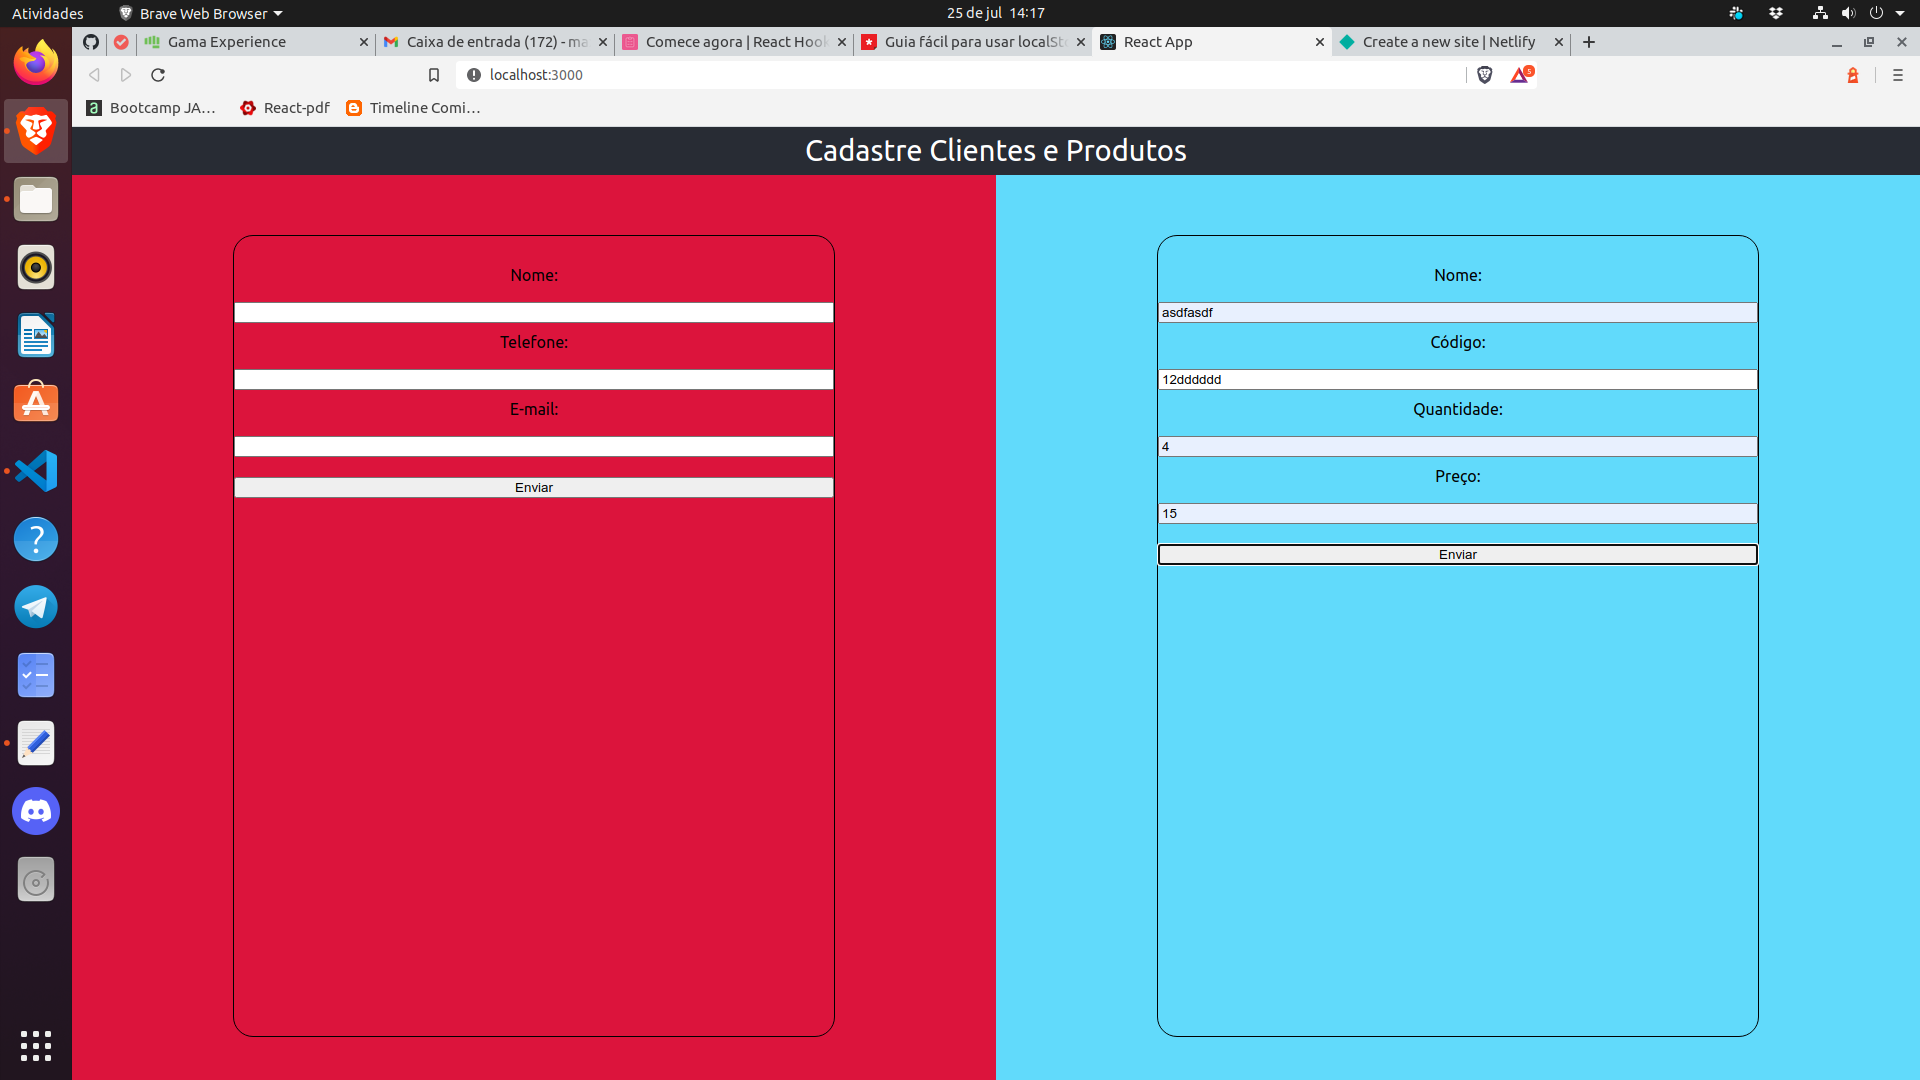 Atividades
Brave Web Browser
25 de jul 14:17
Gama Experience
Caixa de entrada (172) - ma
Comece agora | React Hook
Guia fácil para usar localSto
React App
Create a new site | Netlify
localhost:3000
5
Bootcamp JA...
React-pdf
Timeline Comi...
Cadastre Clientes e Produtos
Nome:
Telefone:
E-mail:
Enviar
Nome:
asdfasdf
Código:
12dddddd
Quantidade:
4
Preço:
15
Enviar